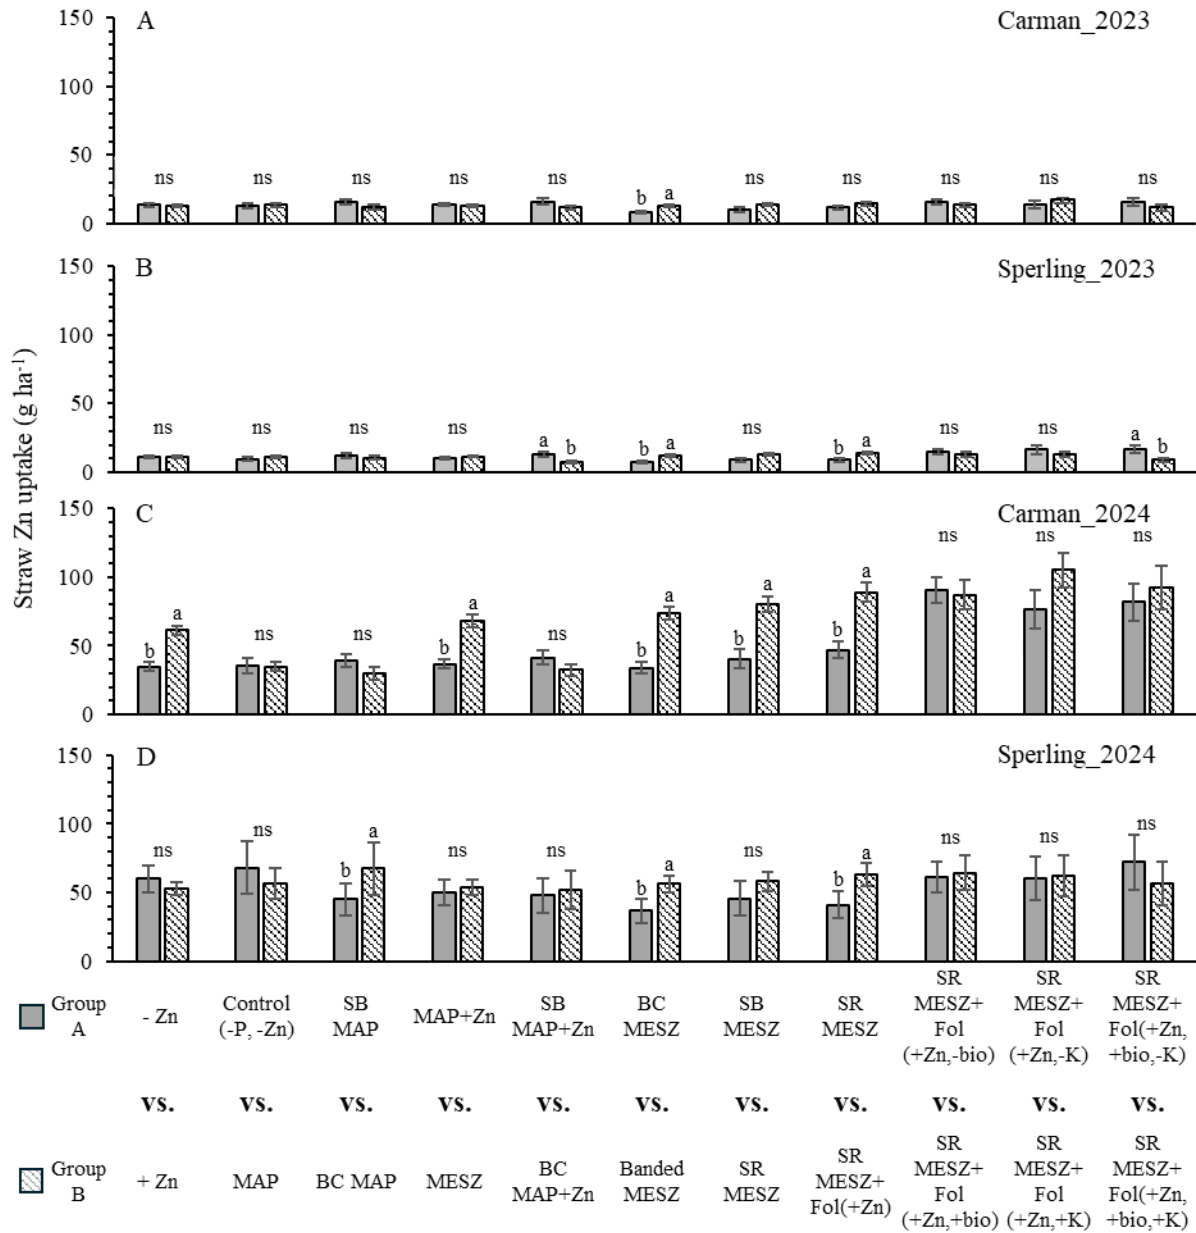 Straw Zn uptake (g ha⁻¹)
A
Carman_2023
150
100
50
0
ns ns ns ns ns b a ns ns ns ns ns
B
Sperling_2023
150
100
50
0
ns ns ns ns a b b a ns b a ns ns a b
C
Carman_2024
150
100
50
0
b a ns ns b a ns b a b a b a ns ns ns
D
Sperling_2024
150
100
50
0
ns ns b a ns ns b a ns b a ns ns ns
Group
A
- Zn
Control
(-P, -Zn)
SB
MAP
MAP+Zn
SB
MAP+Zn
BC
MESZ
SB
MESZ
SR
MESZ
SR
MESZ+
Fol
(+Zn,-bio)
SR
MESZ+
Fol
(+Zn,-K)
SR
MESZ+
Fol(+Zn,
+bio,-K)
vs. vs. vs. vs. vs. vs. vs. vs. vs. vs. vs.
Group
B
+ Zn
MAP
BC MAP
MESZ
BC
MAP+Zn
Banded
MESZ
SR
MESZ
SR
MESZ+
Fol(+Zn)
SR
MESZ+
Fol
(+Zn,+bio)
SR
MESZ+
Fol
(+Zn,+K)
SR
MESZ+
Fol(+Zn,
+bio,+K)